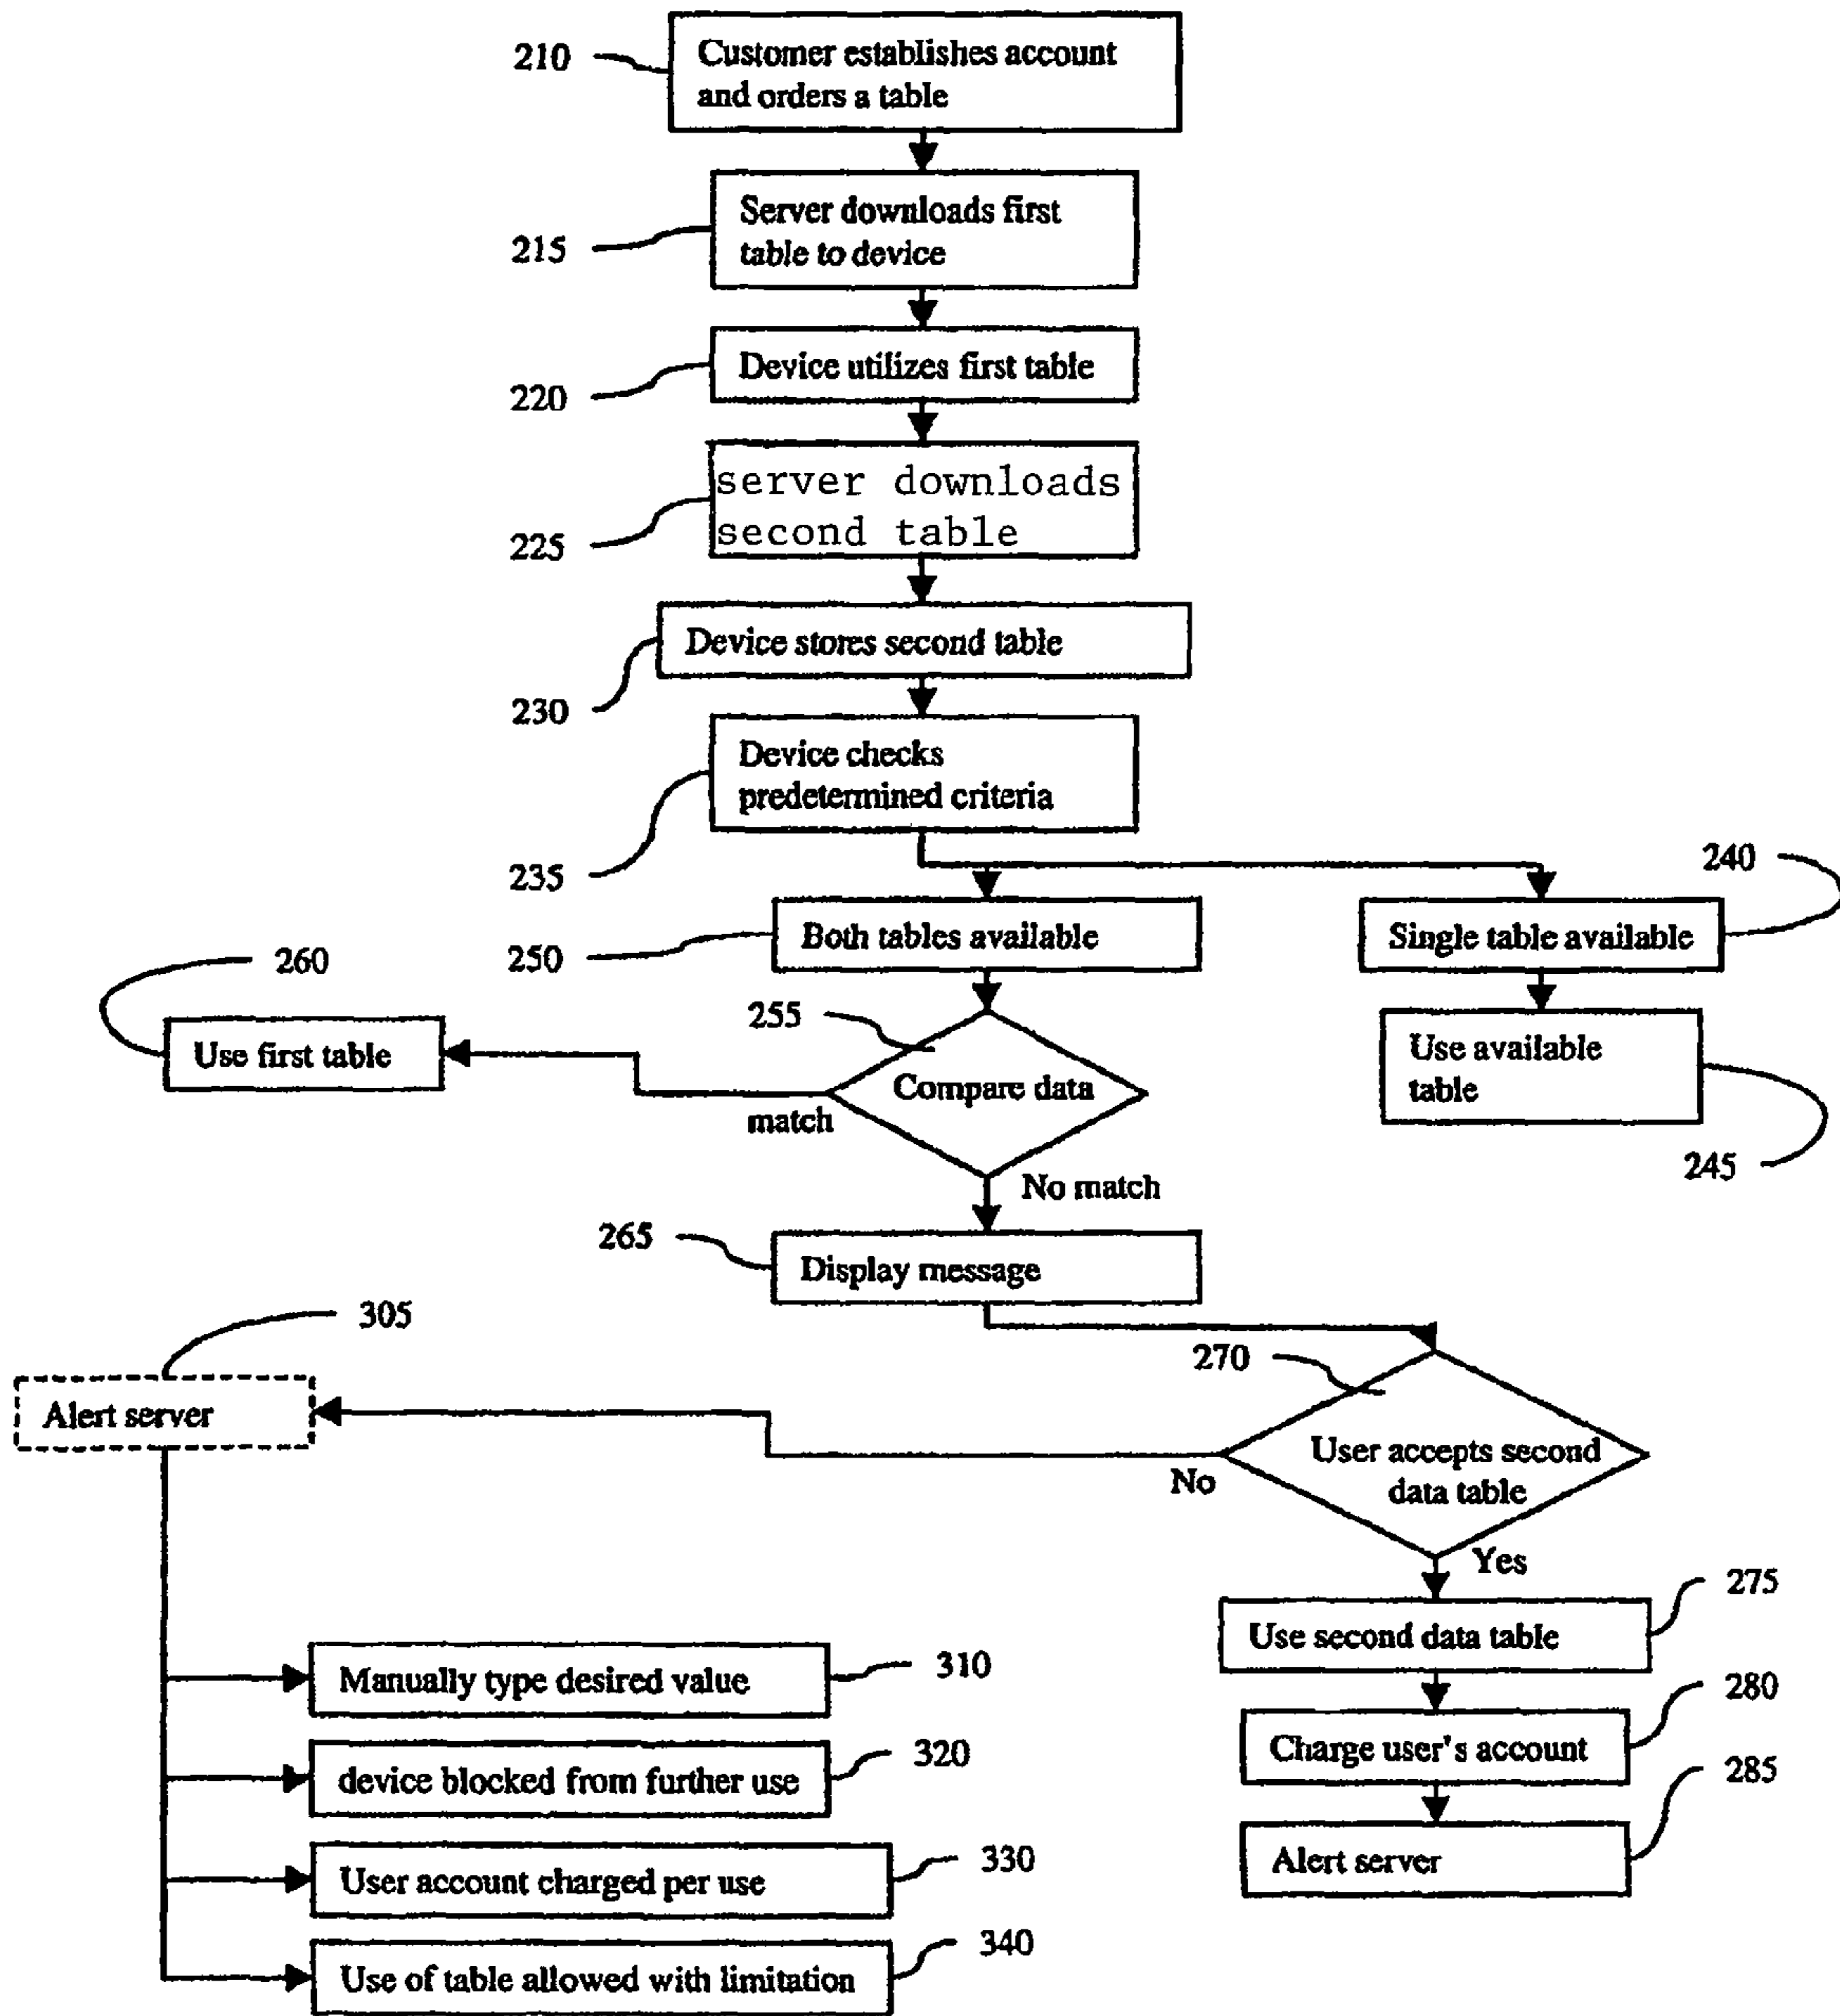 210
Customer establishes account
and orders a table
215
Server downloads first
table to device
220
Device utilizes first table
225
server downloads
second table
230
Device stores second table
235
Device checks
predetermined criteria
240
250
Both tables available
Single table available
260
255
Use first table
Compare data
match
Use available
table
245
No match
265
Display message
305
270
Alert server
User accepts second
data table
No
Yes
275
Use second data table
310
Manually type desired value
280
Charge user's account
320
device blocked from further use
285
Alert server
330
User account charged per use
340
Use of table allowed with limitation